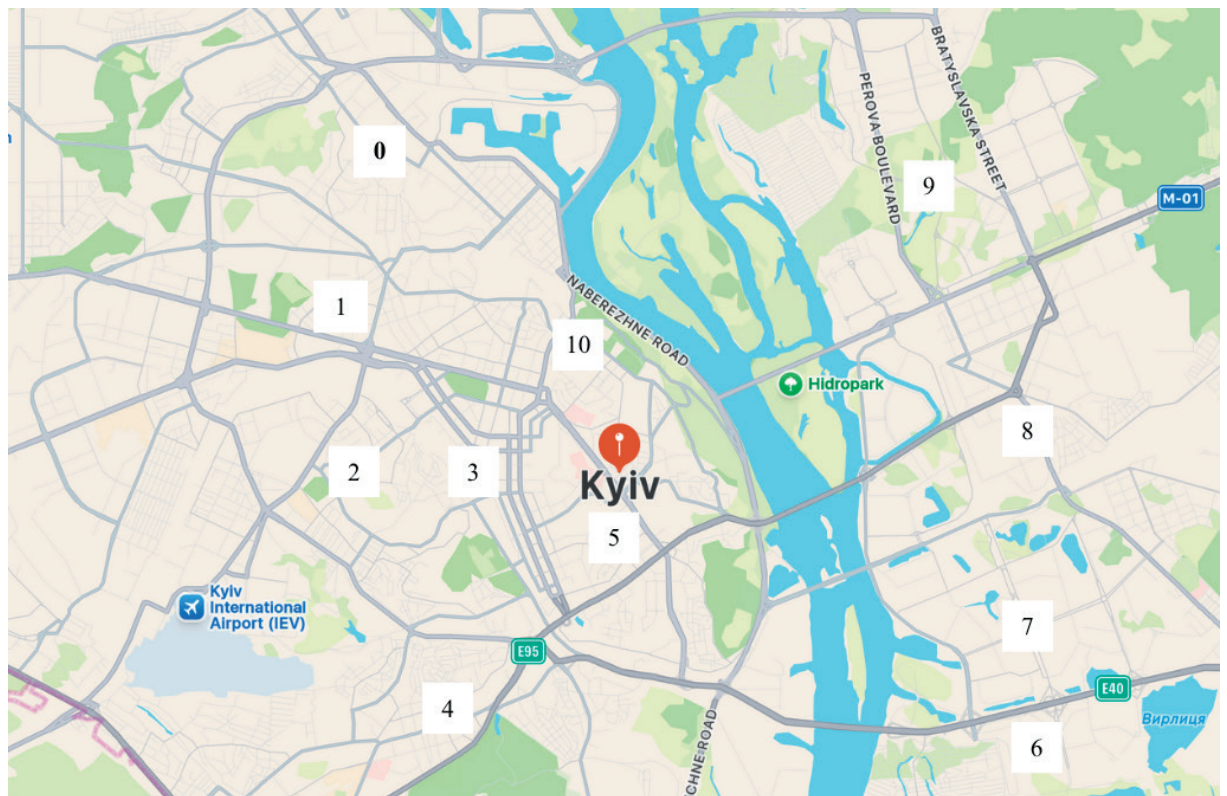 BRATYSLAVSKA STREET
PEROVA BOULEVARD
0
9
M-01
NABEREZHNE ROAD
1
10
Hidropark
8
2
3
Kyiv
5
Kyiv
International
Airport (IEV)
7
E95
E40
4
Вирлиця
6
CHNE ROAD